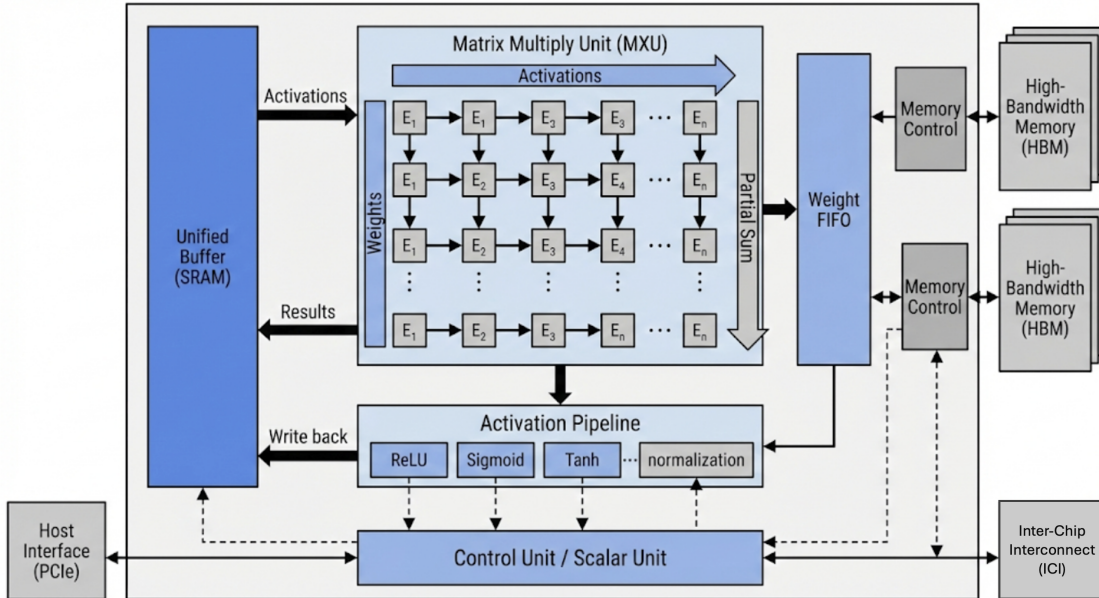 Matrix Multiply Unit (MXU)
Activations
Activations
Weights
E₁ E₁ E₂ E₃ ··· Eₙ
E₁ E₂ E₃ E₄ ··· Eₙ
E₁ E₂ E₃ E₄ ··· Eₙ
E₁ E₂ E₃ Eₙ ··· Eₙ
Partial Sum
Unified
Buffer
(SRAM)
Results
Write back
Weight
FIFO
Memory
Control
High-
Bandwidth
Memory
(HBM)
Memory
Control
High-
Bandwidth
Memory
(HBM)
Activation Pipeline
ReLU Sigmoid Tanh ··· normalization
Host
Interface
(PCIe)
Control Unit / Scalar Unit
Inter-Chip
Interconnect
(ICI)